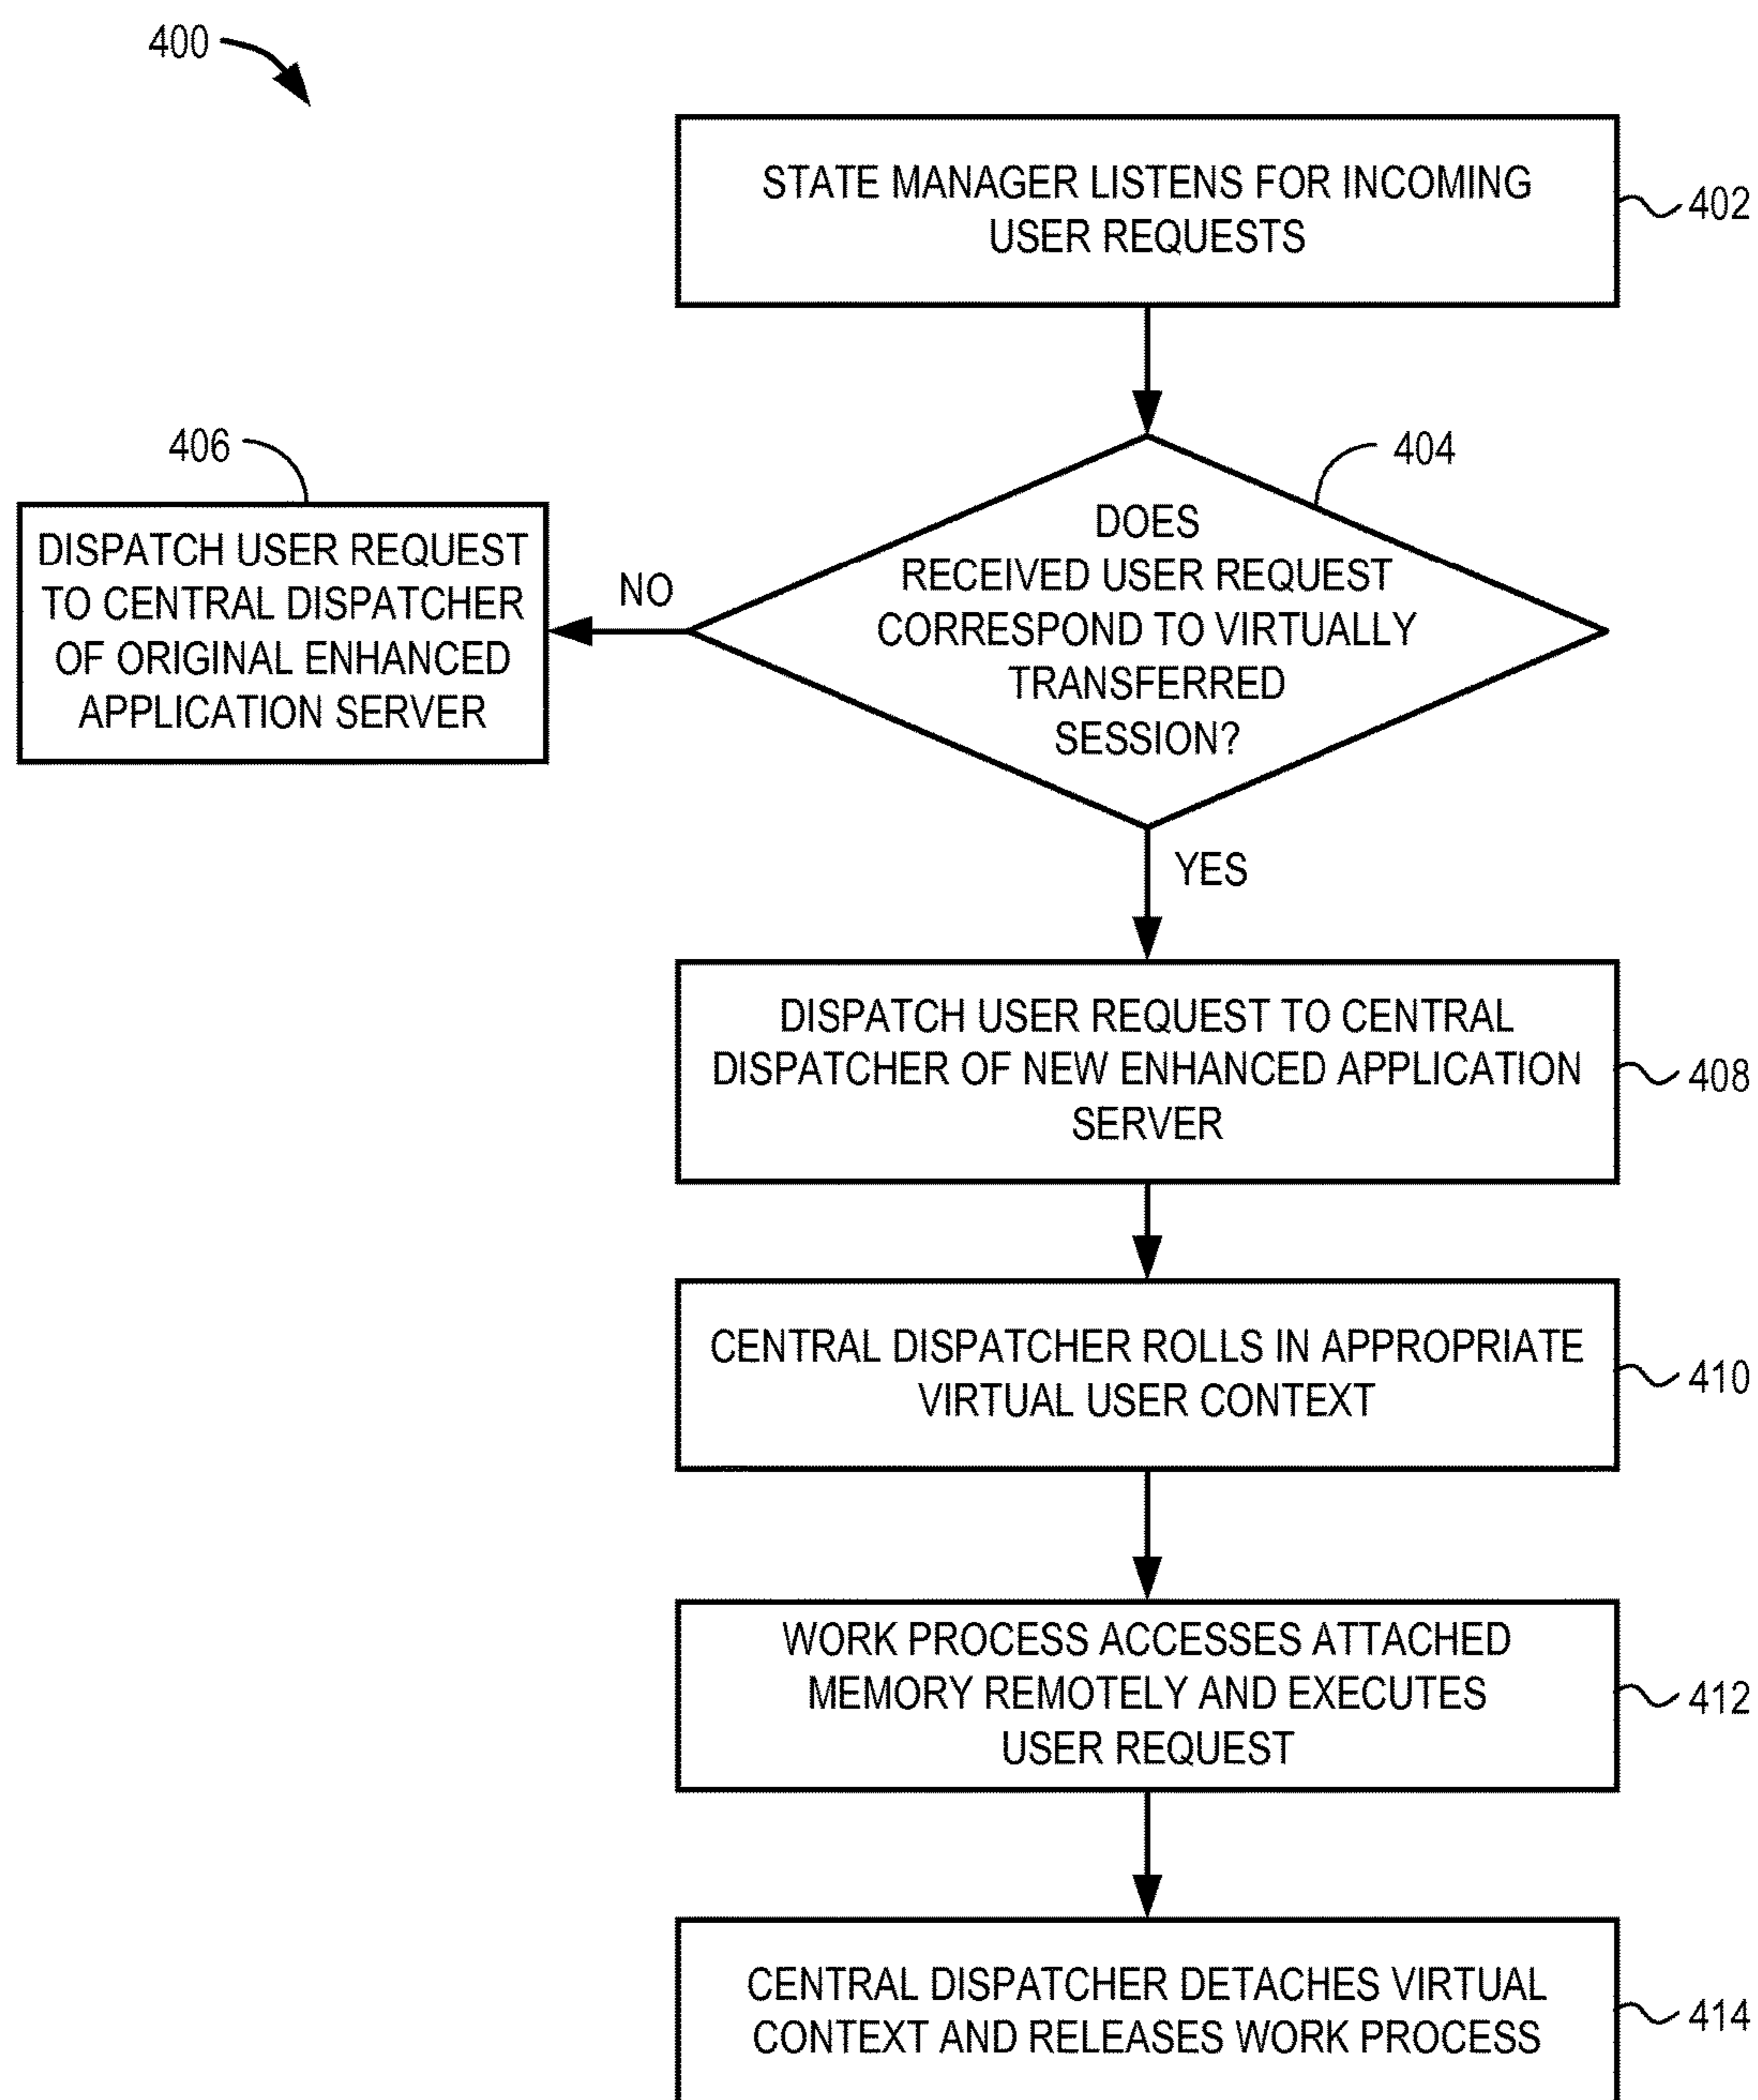 400
STATE MANAGER LISTENS FOR INCOMING
USER REQUESTS
402
404
DOES
RECEIVED USER REQUEST
CORRESPOND TO VIRTUALLY
TRANSFERRED
SESSION?
NO
406
DISPATCH USER REQUEST
TO CENTRAL DISPATCHER
OF ORIGINAL ENHANCED
APPLICATION SERVER
YES
DISPATCH USER REQUEST TO CENTRAL
DISPATCHER OF NEW ENHANCED APPLICATION
SERVER
408
CENTRAL DISPATCHER ROLLS IN APPROPRIATE
VIRTUAL USER CONTEXT
410
WORK PROCESS ACCESSES ATTACHED
MEMORY REMOTELY AND EXECUTES
USER REQUEST
412
CENTRAL DISPATCHER DETACHES VIRTUAL
CONTEXT AND RELEASES WORK PROCESS
414